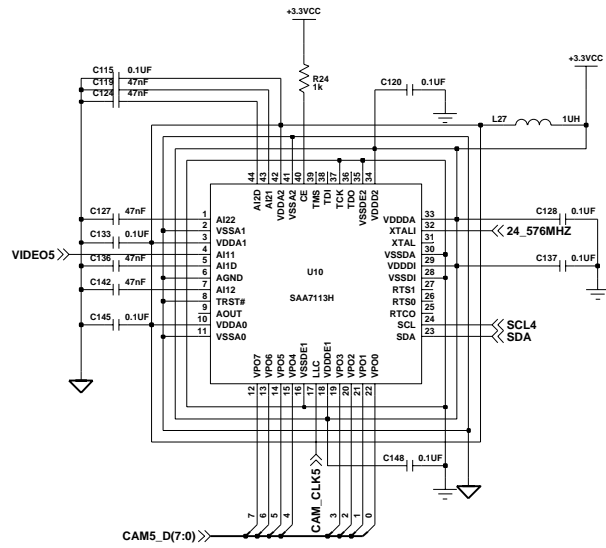 +3.3VCC
+3.3VCC
C115 0.1UF
C119 47nF
C124 47nF
R24
1k
C120 0.1UF
L27 1UH
44 43 42 41 40 39 38 37 36 35 34
AI2D AI21 VDDA2 VSSA2 CE TMS TDI TCK TDO VSSDE2 VDDD2
C127 47nF
C133 0.1UF
VIDEO5
C136 47nF
C142 47nF
C145 0.1UF
1 AI22
2 VSSA1
3 VDDA1
4 AI11
5 AI1D
6 AGND
7 AI12
8 TRST#
9 AOUT
10 VDDA0
11 VSSA0
U10
SAA7113H
VDDDA 33
XTALI 32
XTAL 31
VSSDA 30
VDDDI 29
VSSDI 28
RTS1 27
RTS0 26
RTCO 25
SCL 24
SDA 23
C128 0.1UF
24_576MHZ
C137 0.1UF
SCL4
SDA
VPO7 VPO6 VPO5 VPO4 VSSDE1 LLC VDDDE1 VPO3 VPO2 VPO1 VPO0
12 13 14 15 16 17 18 19 20 21 22
C148 0.1UF
CAM_CLK5
7 6 5 4 3 2 1 0
CAM5_D(7:0)